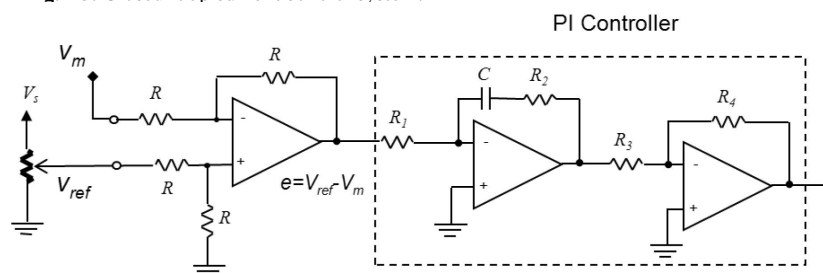 PI Controller
V_m
R
C
R_2
V_s
R
R_1
R_4
-
-
R_3
-
+
+
+
V_ref
R
R
e=V_ref-V_m